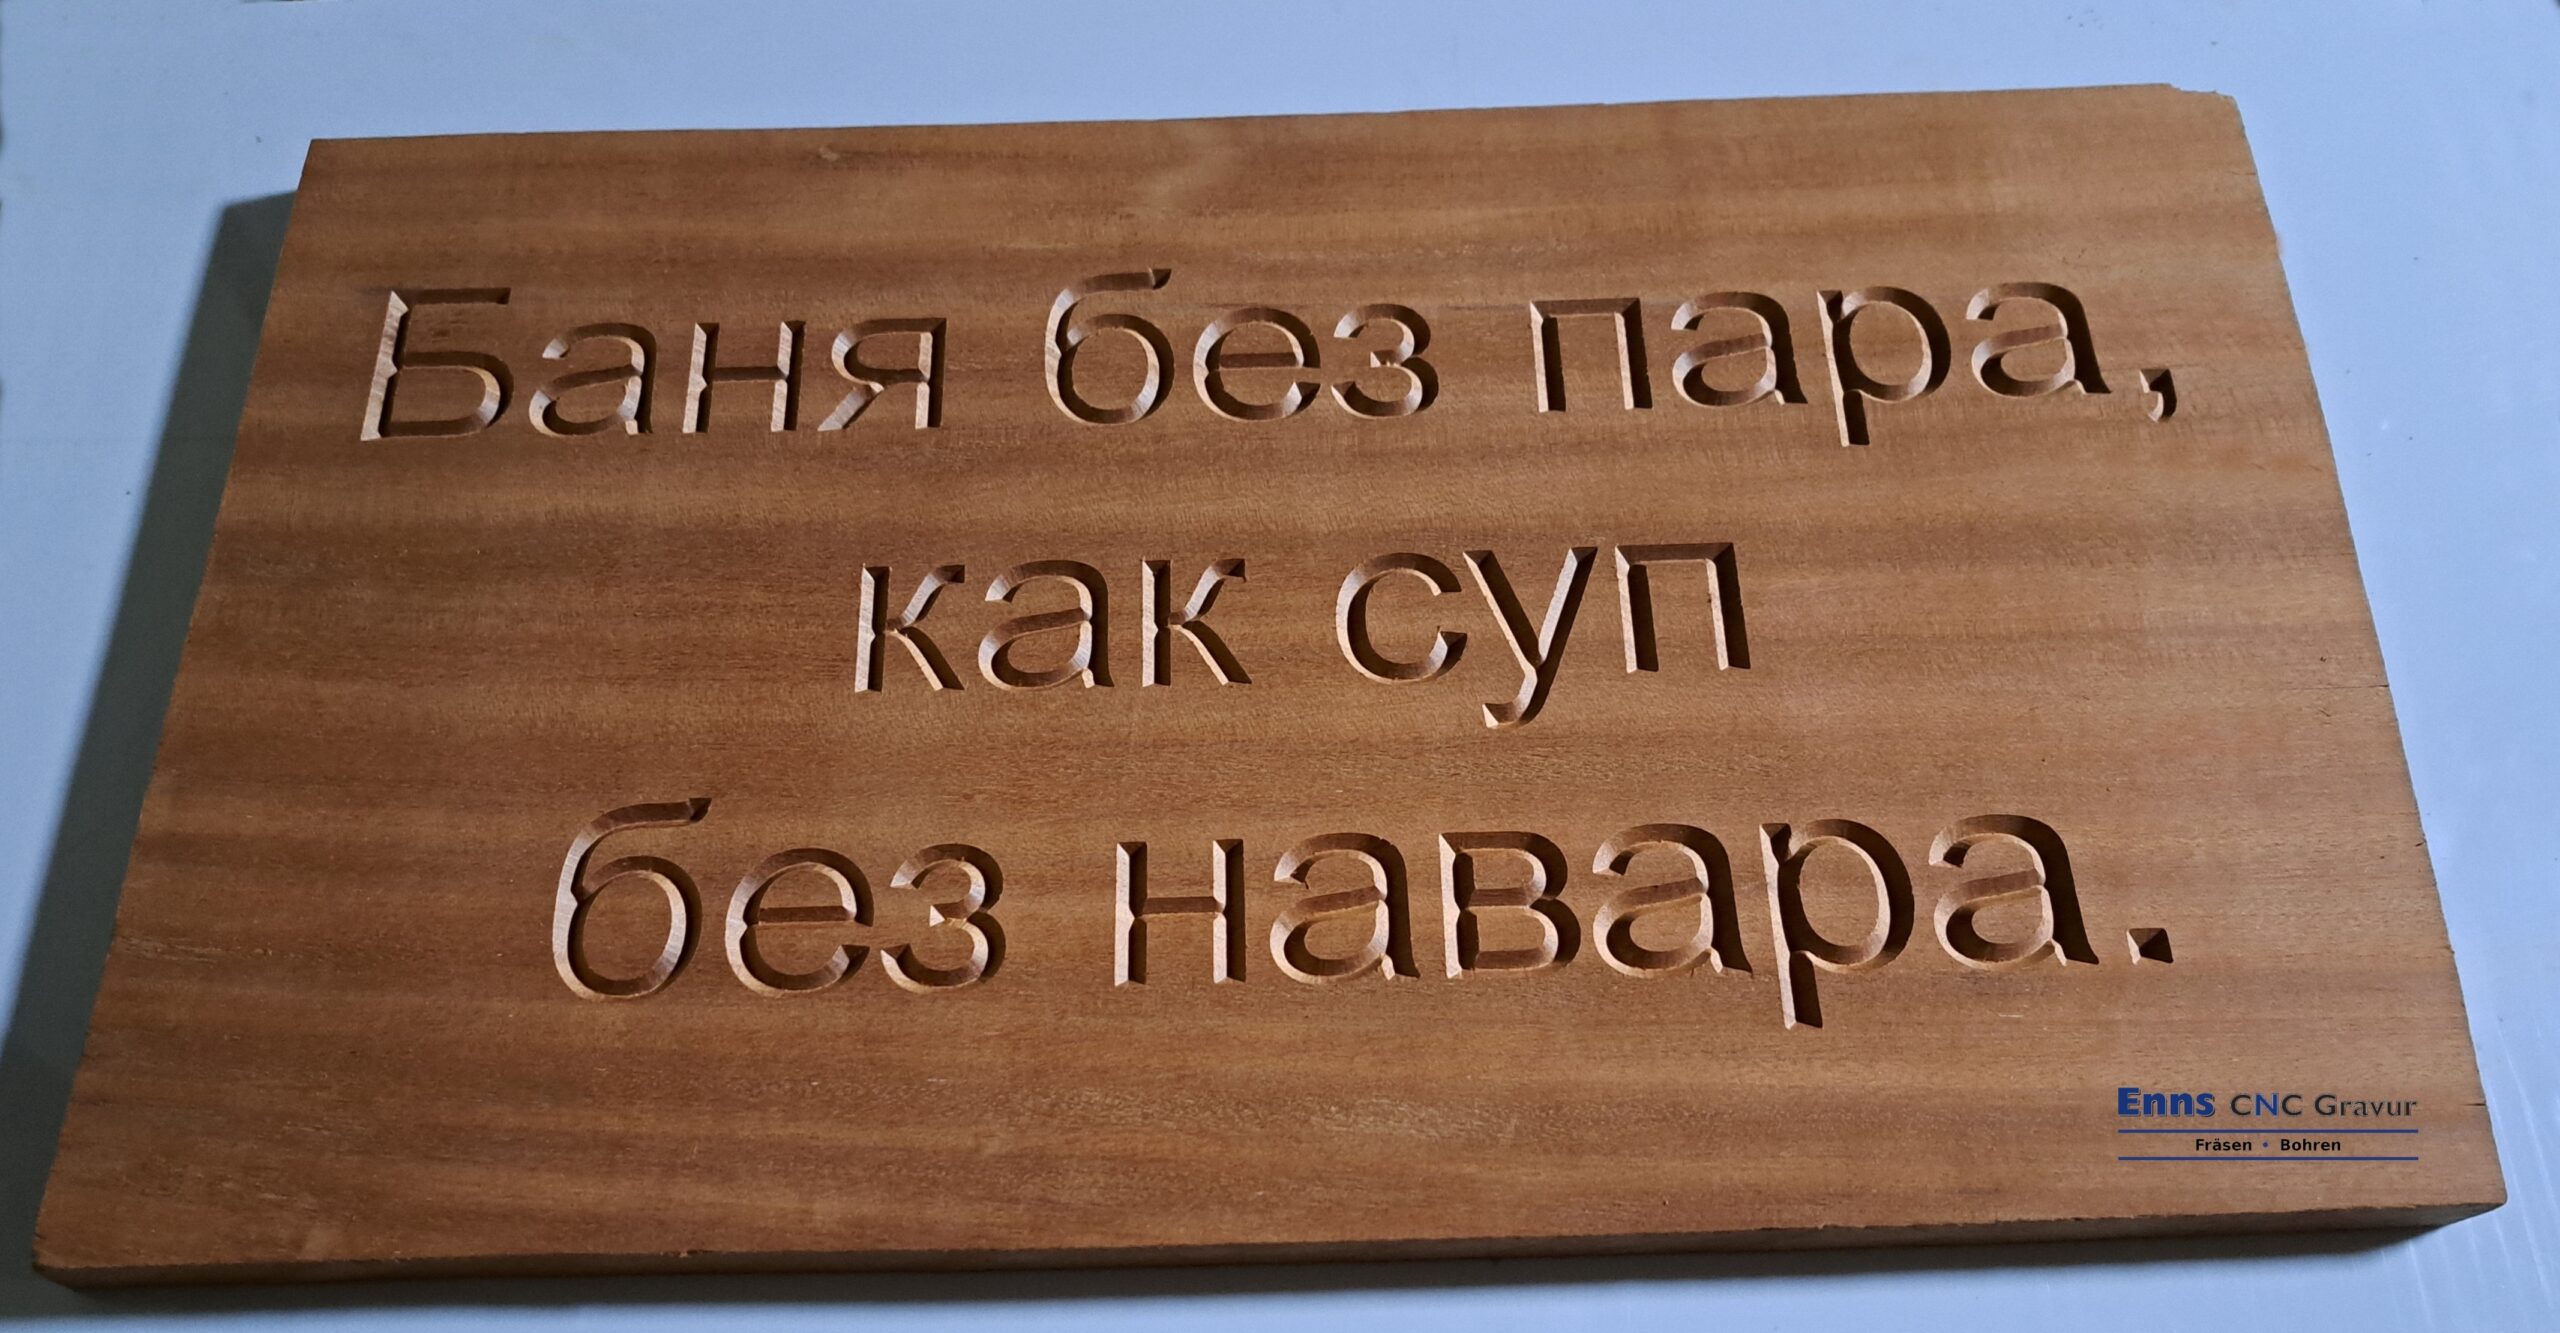 Баня без пара,
как суп
без навара.
Enns CNC Gravur
Fräsen • Bohren